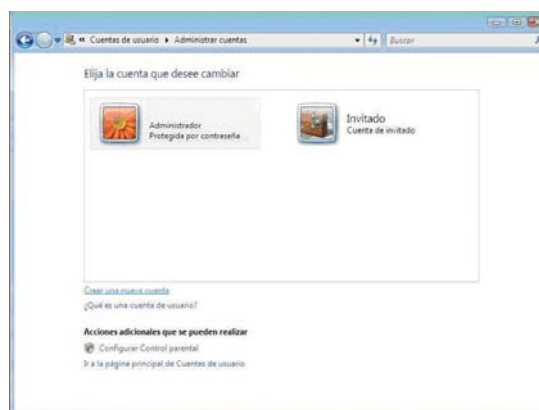 « Cuentas de usuario ▸ Administrar cuentas
Buscar
Elija la cuenta que desee cambiar
Administrador
Protegida por contraseña
Invitado
Cuenta de invitado
Crear una nueva cuenta
¿Qué es una cuenta de usuario?
Acciones adicionales que se pueden realizar
Configurar Control parental
Ir a la página principal de Cuentas de usuario